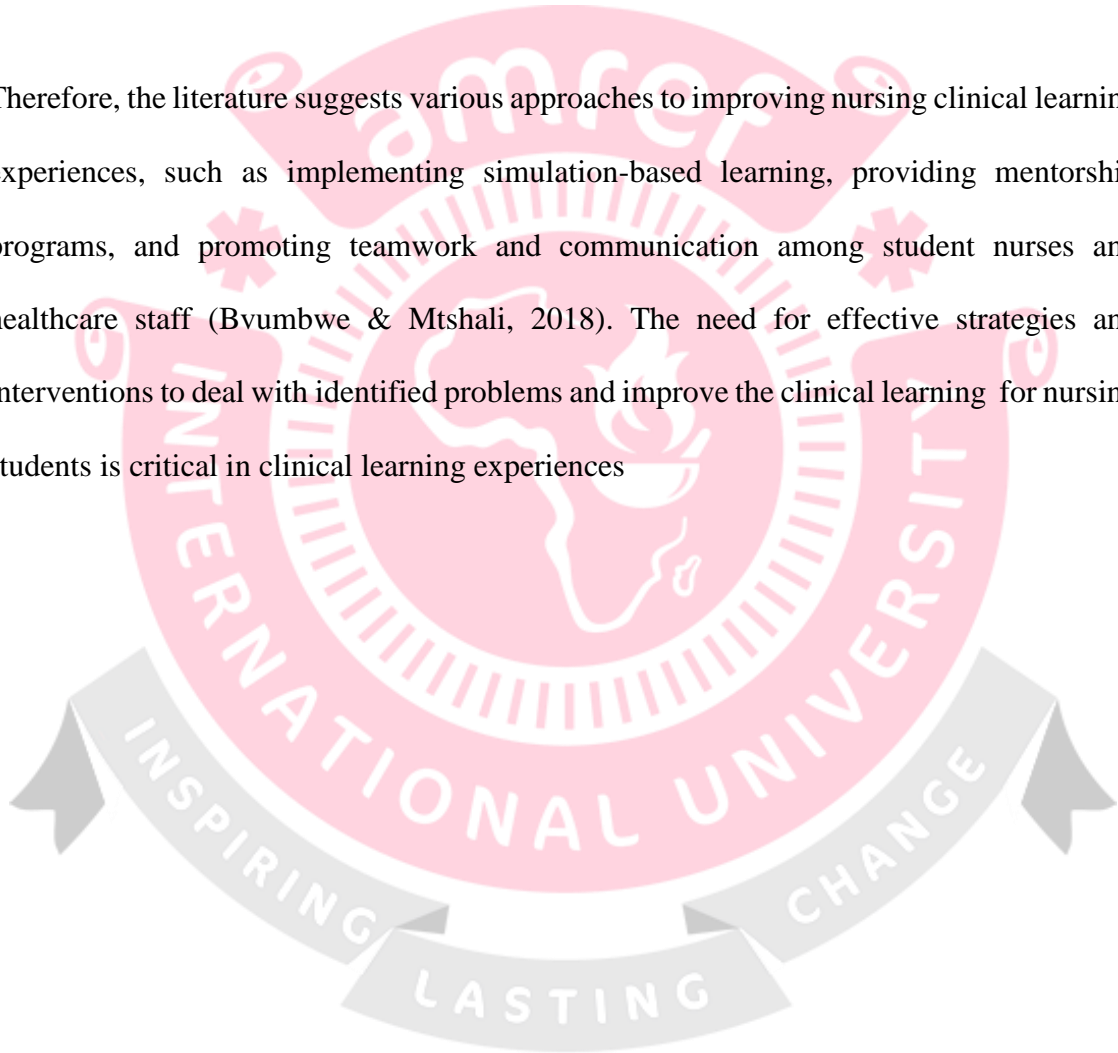 Therefore, the literature suggests various approaches to improving nursing clinical learnin
experiences, such as implementing simulation-based learning, providing mentorshi
programs, and promoting teamwork and communication among student nurses an
healthcare staff (Bvumbwe & Mtshali, 2018). The need for effective strategies an
interventions to deal with identified problems and improve the clinical learning for nursin
students is critical in clinical learning experiences
amref
INTERNATIONAL UNIVERSITY
INSPIRING LASTING CHANGE